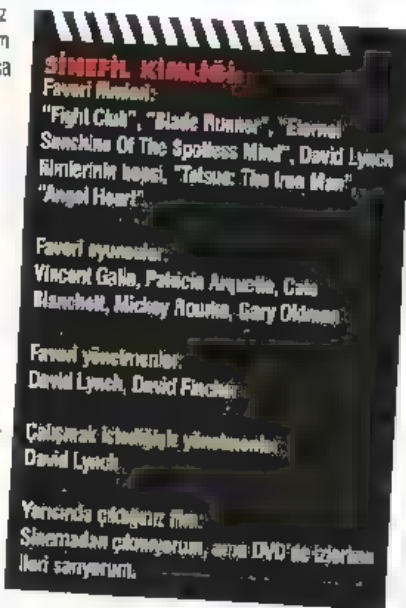 z
m
sa
SİNEFİL KİMLİĞİ
Favori filmleri:
"Fight Club", "Blade Runner", "Eternal
Sunshine Of The Spotless Mind", David Lynch
filmlerinin hepsi, "Tetsuo: The Iron Man",
"Angel Heart"
Favori oyuncular:
Vincent Gallo, Patricia Arquette, Cate
Blanchett, Mickey Rourke, Gary Oldman
Favori yönetmenler:
David Lynch, David Fincher
Çalışmak istediğiniz yönetmenler:
David Lynch
Yarısında çıktığınız film:
Sinemadan çıkmıyorum, ama DVD'de izlerken
ileri sarıyorum.